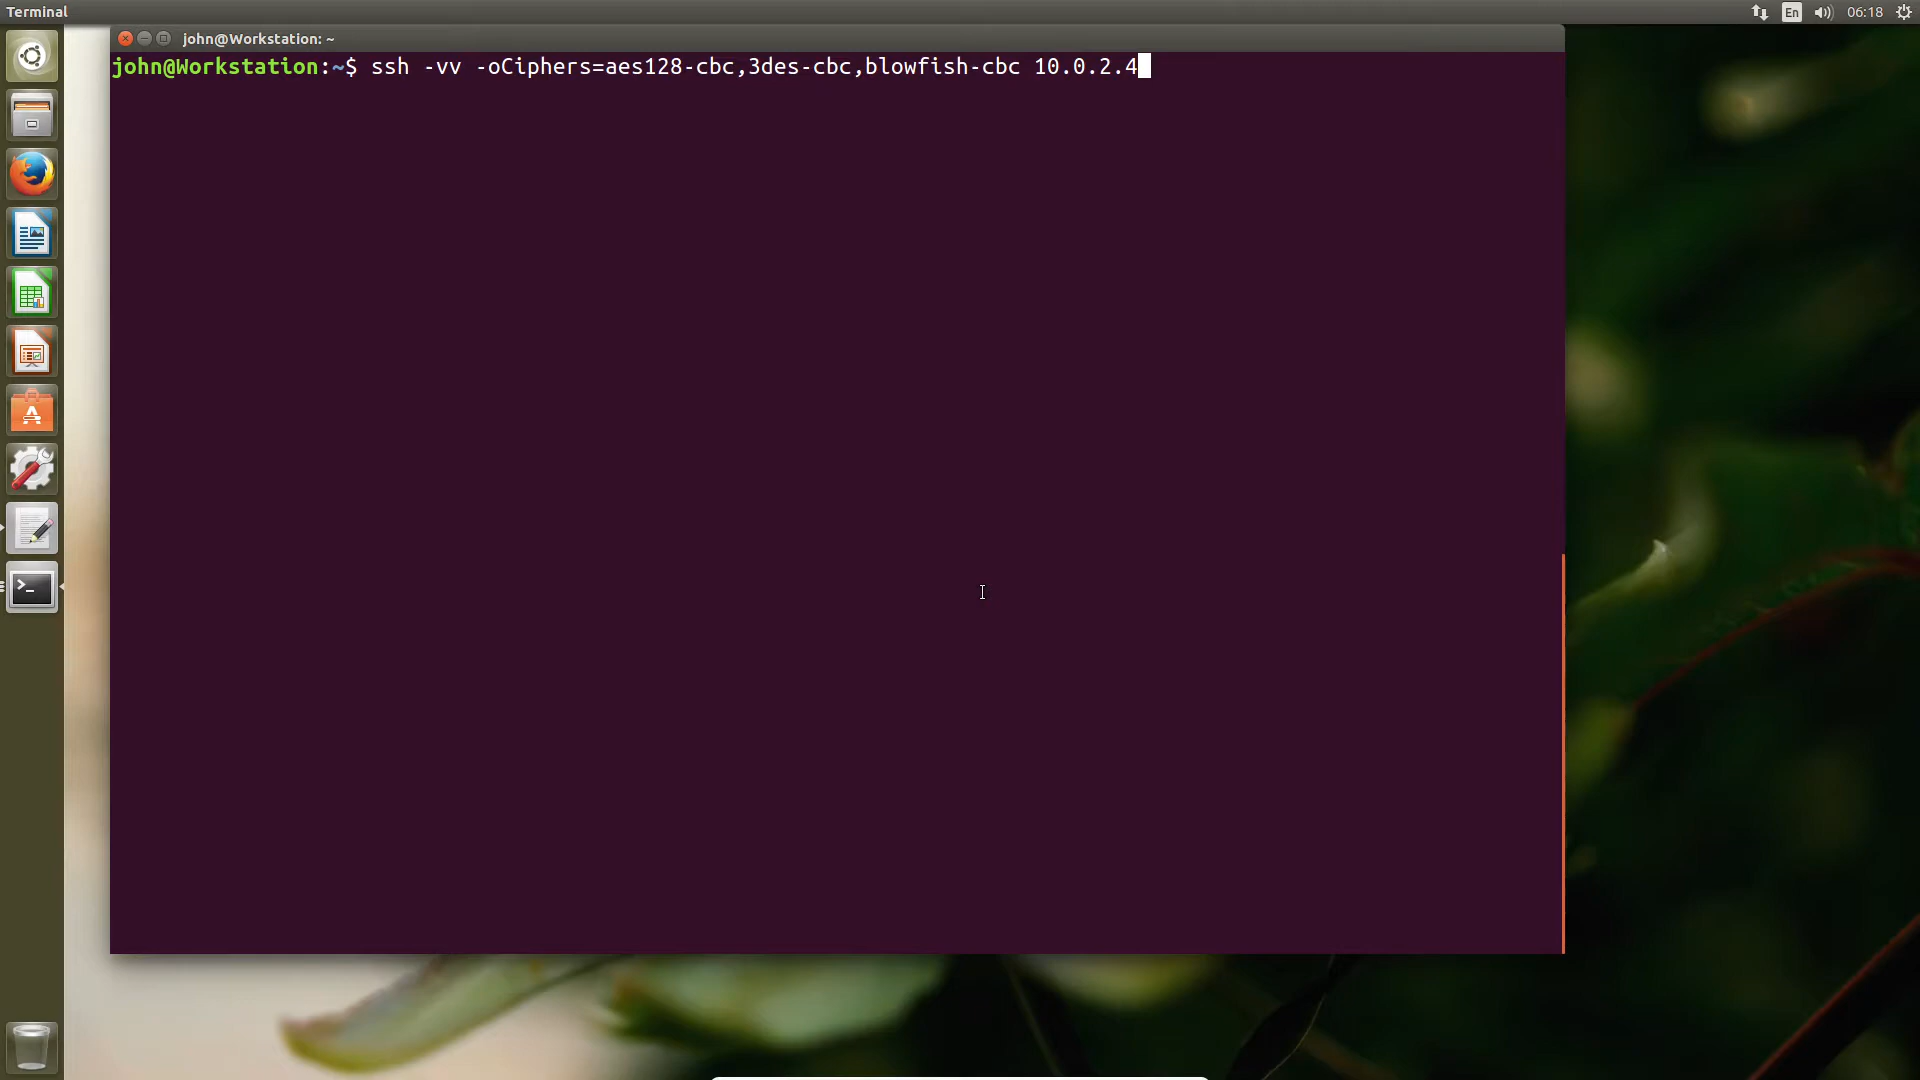 Terminal
En
06:18
john@Workstation: ~
john@Workstation:~$ ssh -vv -oCiphers=aes128-cbc,3des-cbc,blowfish-cbc 10.0.2.4